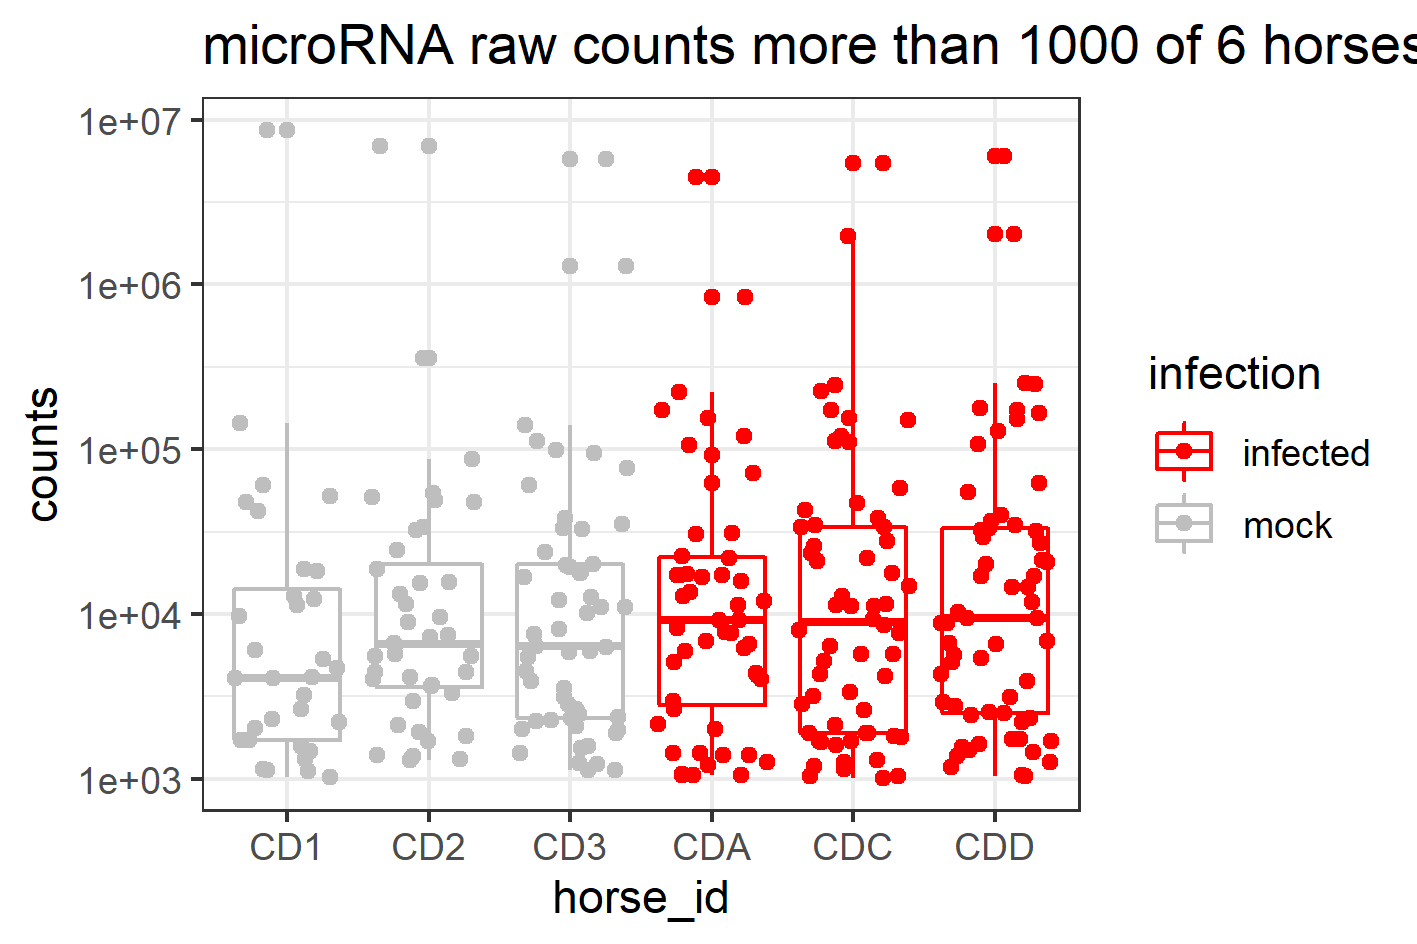 microRNA raw counts more than 1000 of 6 horses
1e+07
1e+06
1e+05
1e+04
1e+03
counts
CD1 CD2 CD3 CDA CDC CDD
horse_id
infection
infected
mock